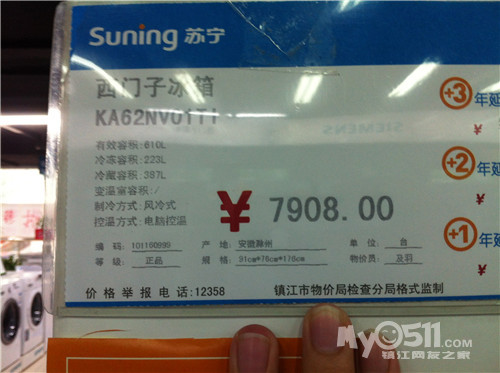 Suning 苏宁
西门子冰箱
KA62NV01TI
SIEMENS
有效容积:610L
冷冻容积:223L
冷藏容积:387L
变温室容积:/
制冷方式:风冷式
控温方式:电脑控温
¥ 7908.00
+3 年延
¥
+2 年延
¥
+1 年延
¥
编 码: 101160999 产 地: 安徽滁州 单 位: 台
等 级: 正品 规 格: 91cm*76cm*176cm 物价员: 及羽
价格举报电话:12358 镇江市物价局检查分局格式监制
MyO511.com
镇江网友之家